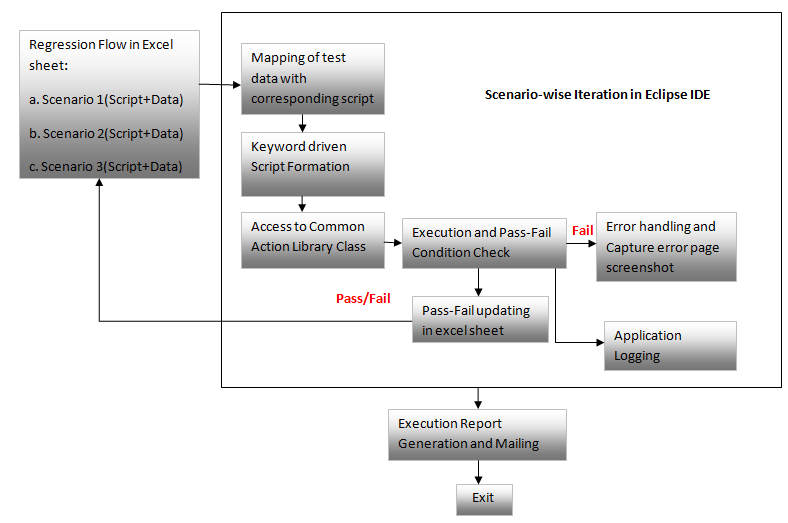 Regression Flow in Excel
sheet:
a. Scenario 1(Script+Data)
b. Scenario 2(Script+Data)
c. Scenario 3(Script+Data)
Mapping of test
data with
corresponding script
Scenario-wise Iteration in Eclipse IDE
Keyword driven
Script Formation
Access to Common
Action Library Class
Execution and Pass-Fail
Condition Check
Fail
Error handling and
Capture error page
screenshot
Pass/Fail
Pass-Fail updating
in excel sheet
Application
Logging
Execution Report
Generation and Mailing
Exit